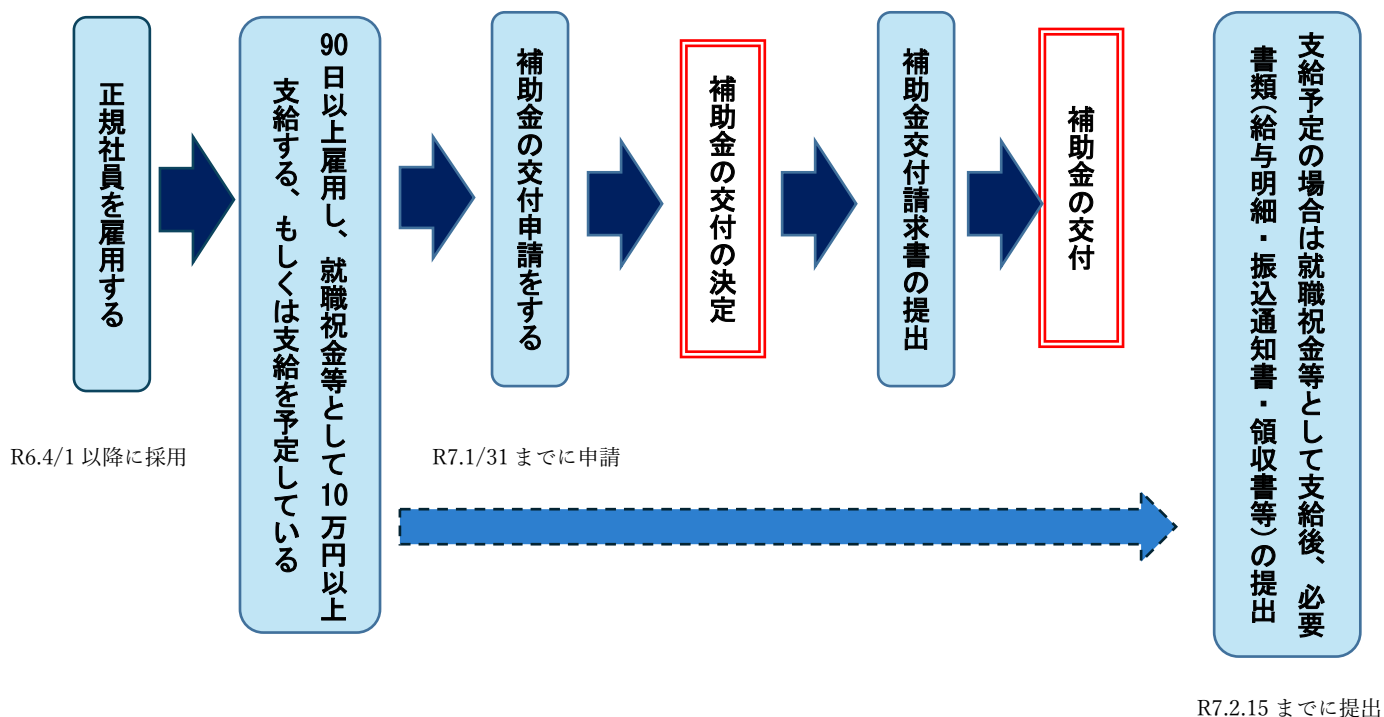 正規社員を雇用する
90日以上雇用し、就職祝金等として10万円以上
支給する、もしくは支給を予定している
補助金の交付申請をする
補助金の交付の決定
補助金交付請求書の提出
補助金の交付
支給予定の場合は就職祝金等として支給後、必要
書類（給与明細・振込通知書・領収書等）の提出
R6.4/1 以降に採用
R7.1/31 までに申請
R7.2.15 までに提出